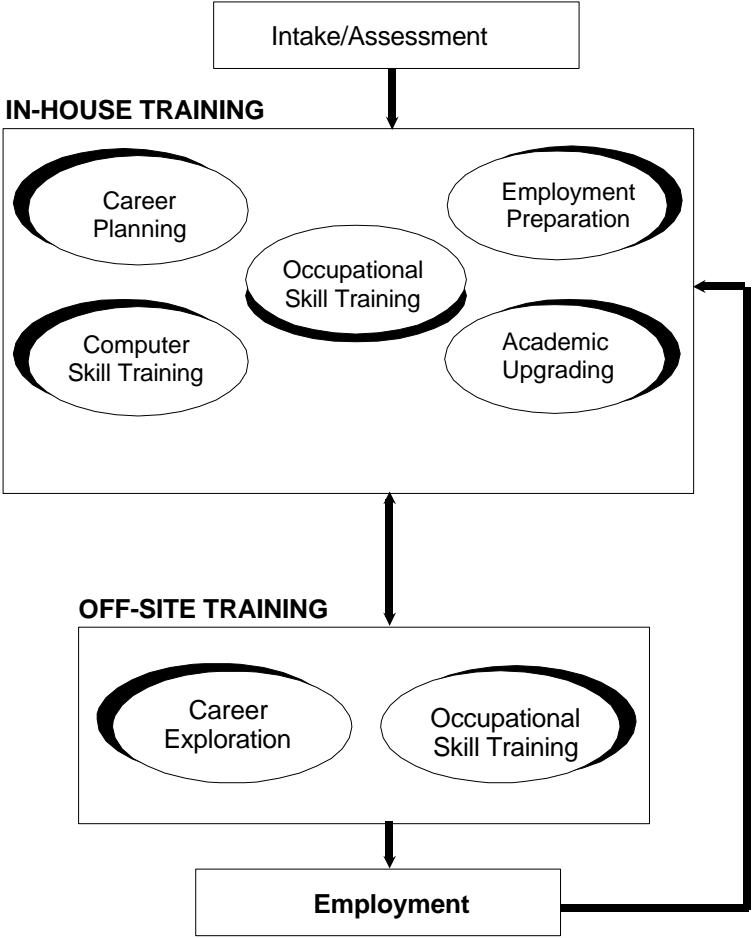 Intake/Assessment
IN-HOUSE TRAINING
Career
Planning
Employment
Preparation
Occupational
Skill Training
Computer
Skill Training
Academic
Upgrading
OFF-SITE TRAINING
Career
Exploration
Occupational
Skill Training
Employment